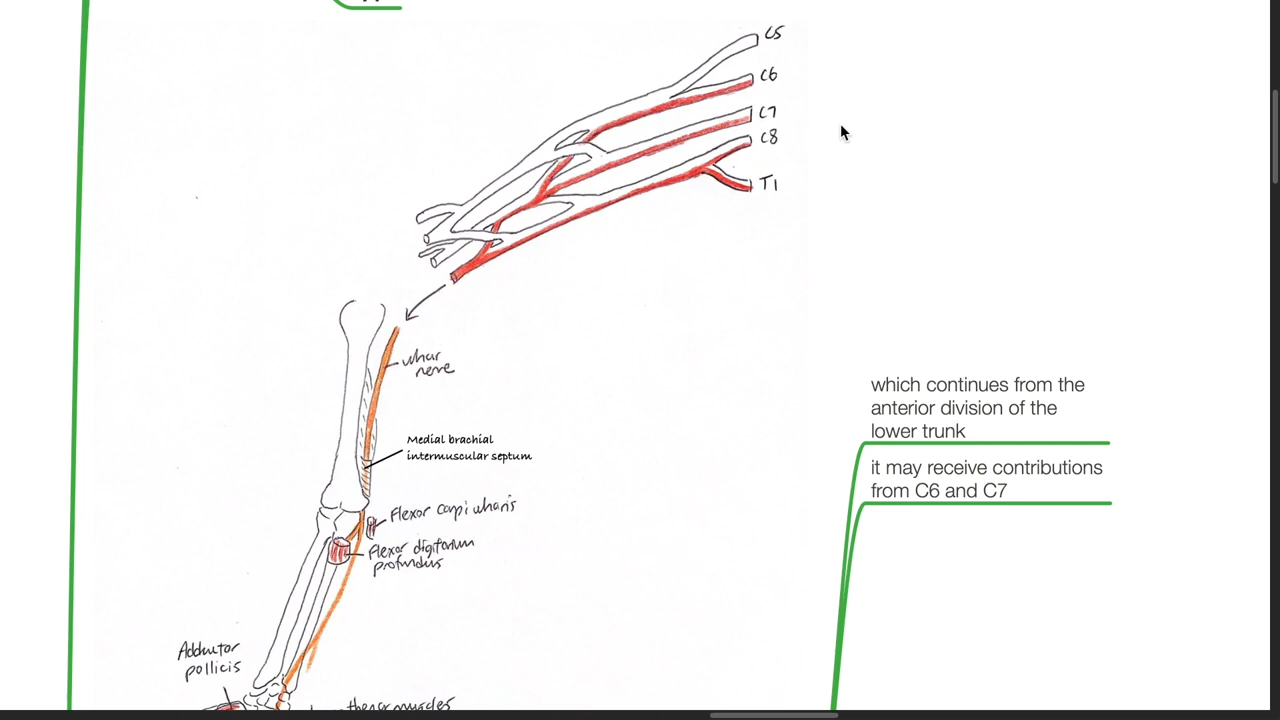 C5
C6
C7
C8
T1
ulnar
nerve
Medial brachial
intermuscular septum
Flexor carpi ulnaris
Flexor digitorum
profundus
Adductor
pollicis
muscles
which continues from the
anterior division of the
lower trunk
it may receive contributions
from C6 and C7